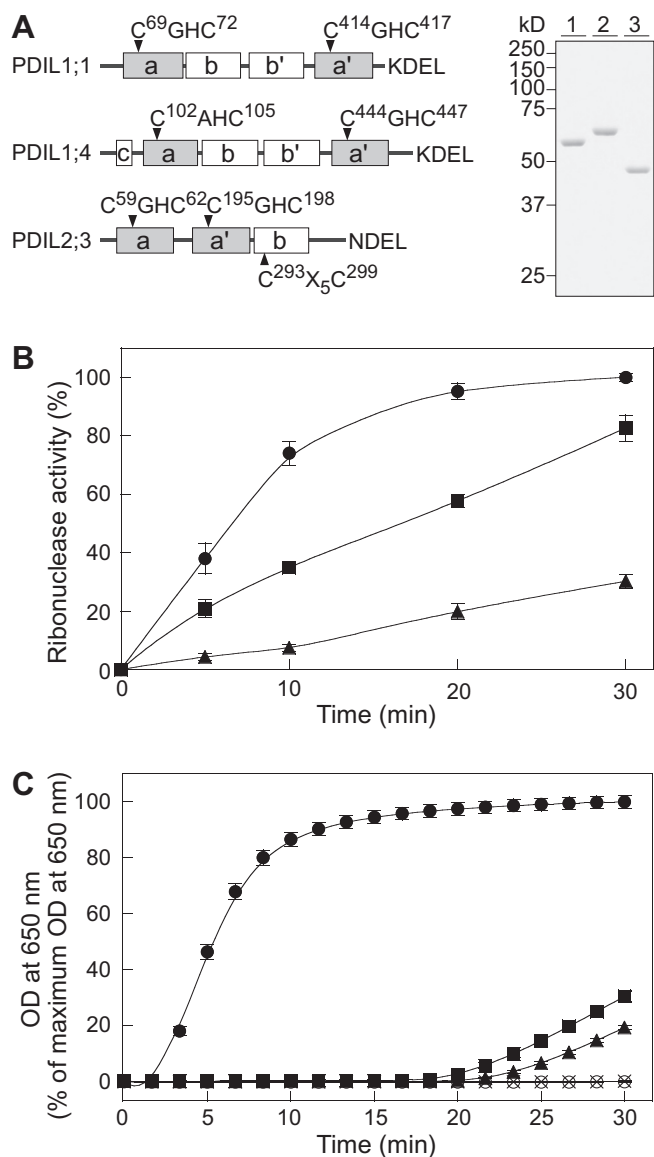 A
C69GHC72 C414GHC417
PDIL1;1 a b b' a' KDEL
C102AHC105 C444GHC447
PDIL1;4 c a b b' a' KDEL
C59GHC62C195GHC198
PDIL2;3 a a' b NDEL
C293X5C299
kD 1 2 3
250
150
100
75
50
37
25
B
Ribonuclease activity (%)
100
80
60
40
20
0
0 10 20 30
Time (min)
C
OD at 650 nm
(% of maximum OD at 650 nm)
100
80
60
40
20
0
0 5 10 15 20 25 30
Time (min)